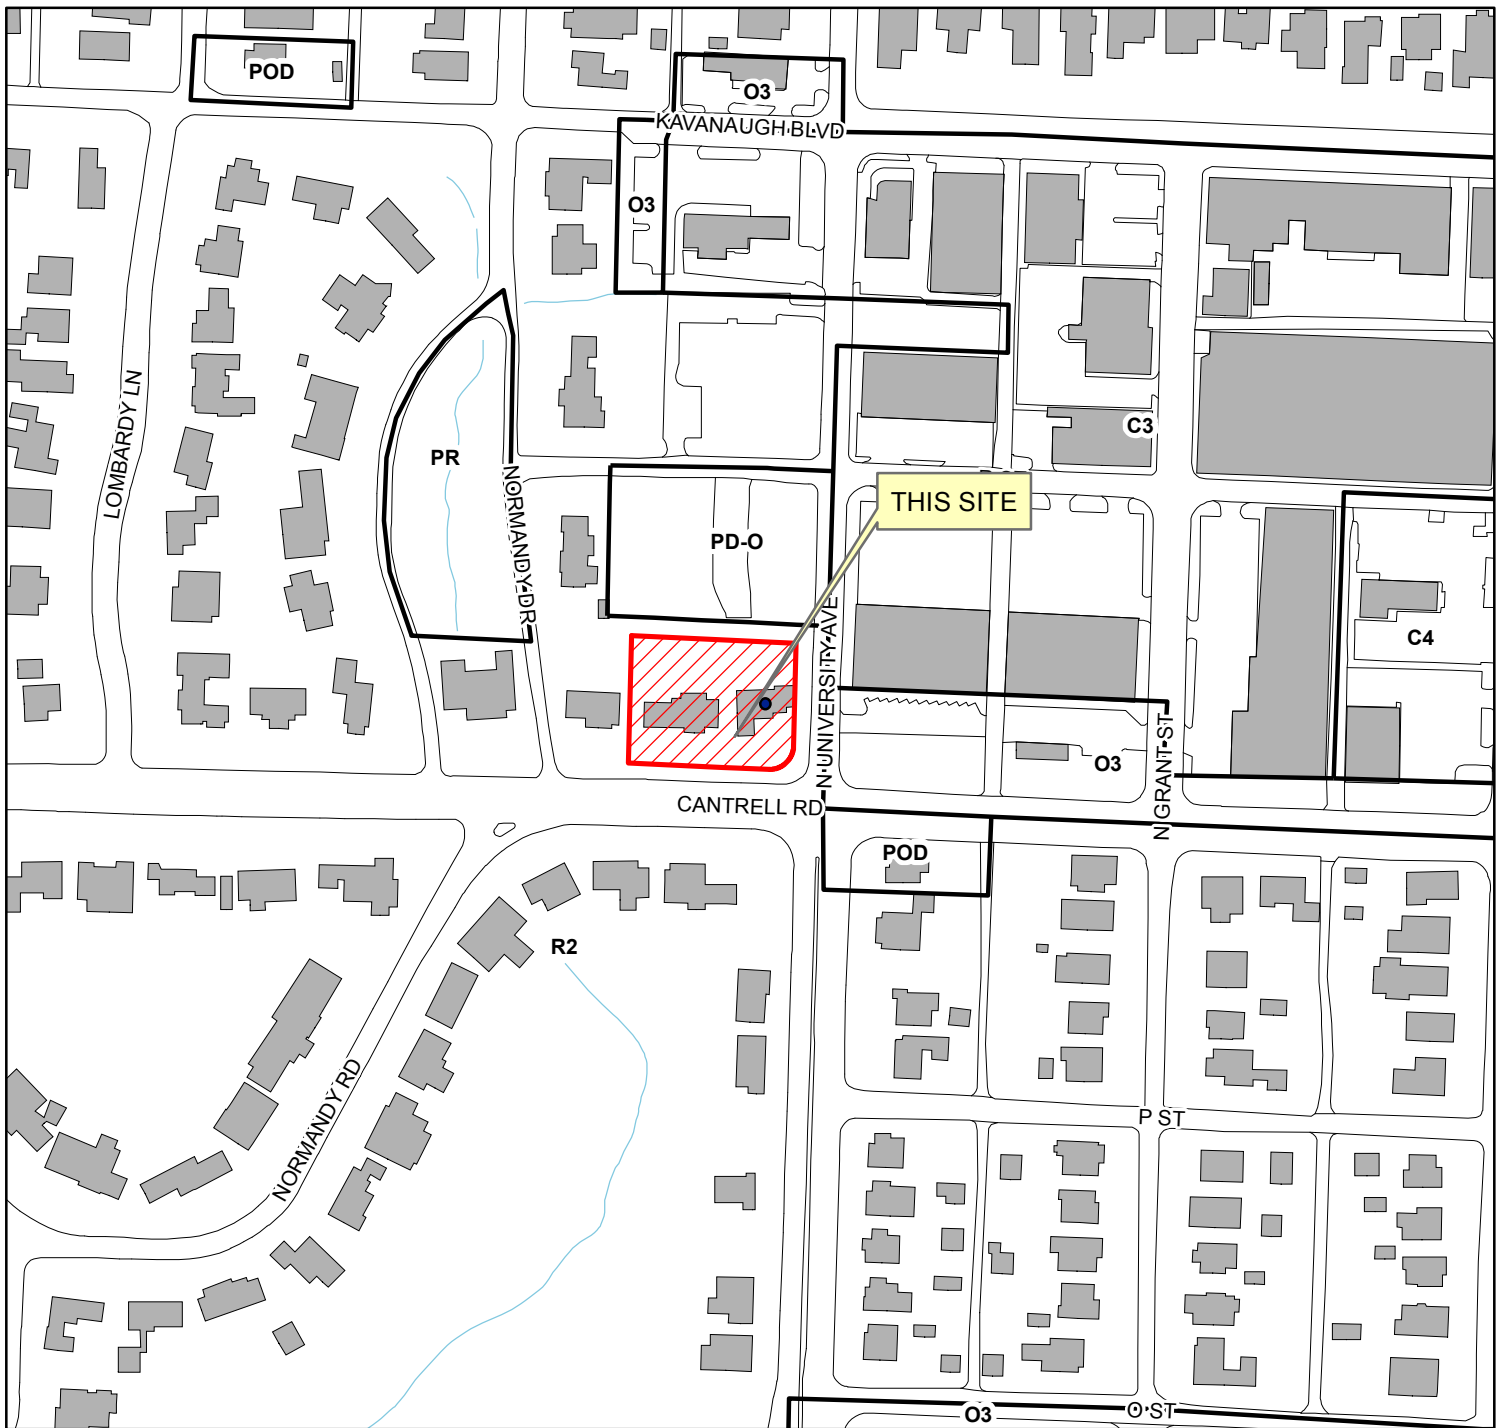 POD
O3
KAVANAUGH BLVD
O3
LOMBARDY LN
PR
NORMANDY DR
C3
THIS SITE
PD-O
C4
N UNIVERSITY AVE
N GRANT ST
O3
CANTRELL RD
POD
R2
NORMANDY RD
P ST
O3
O ST